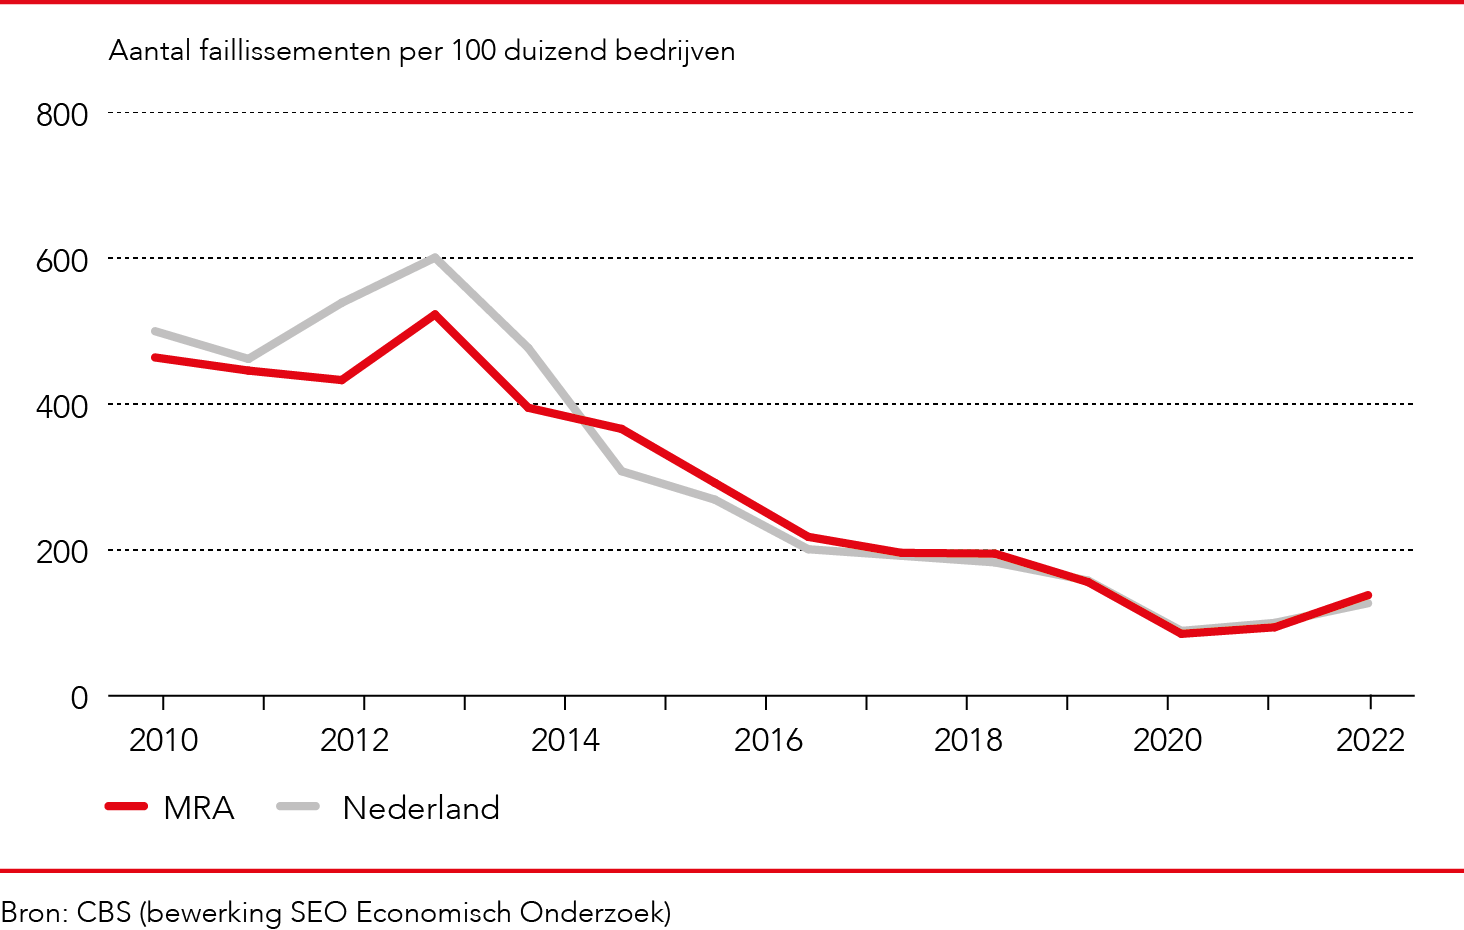 Aantal faillissementen per 100 duizend bedrijven
800
600
400
200
0
2010 2012 2014 2016 2018 2020 2022
MRA Nederland
Bron: CBS (bewerking SEO Economisch Onderzoek)